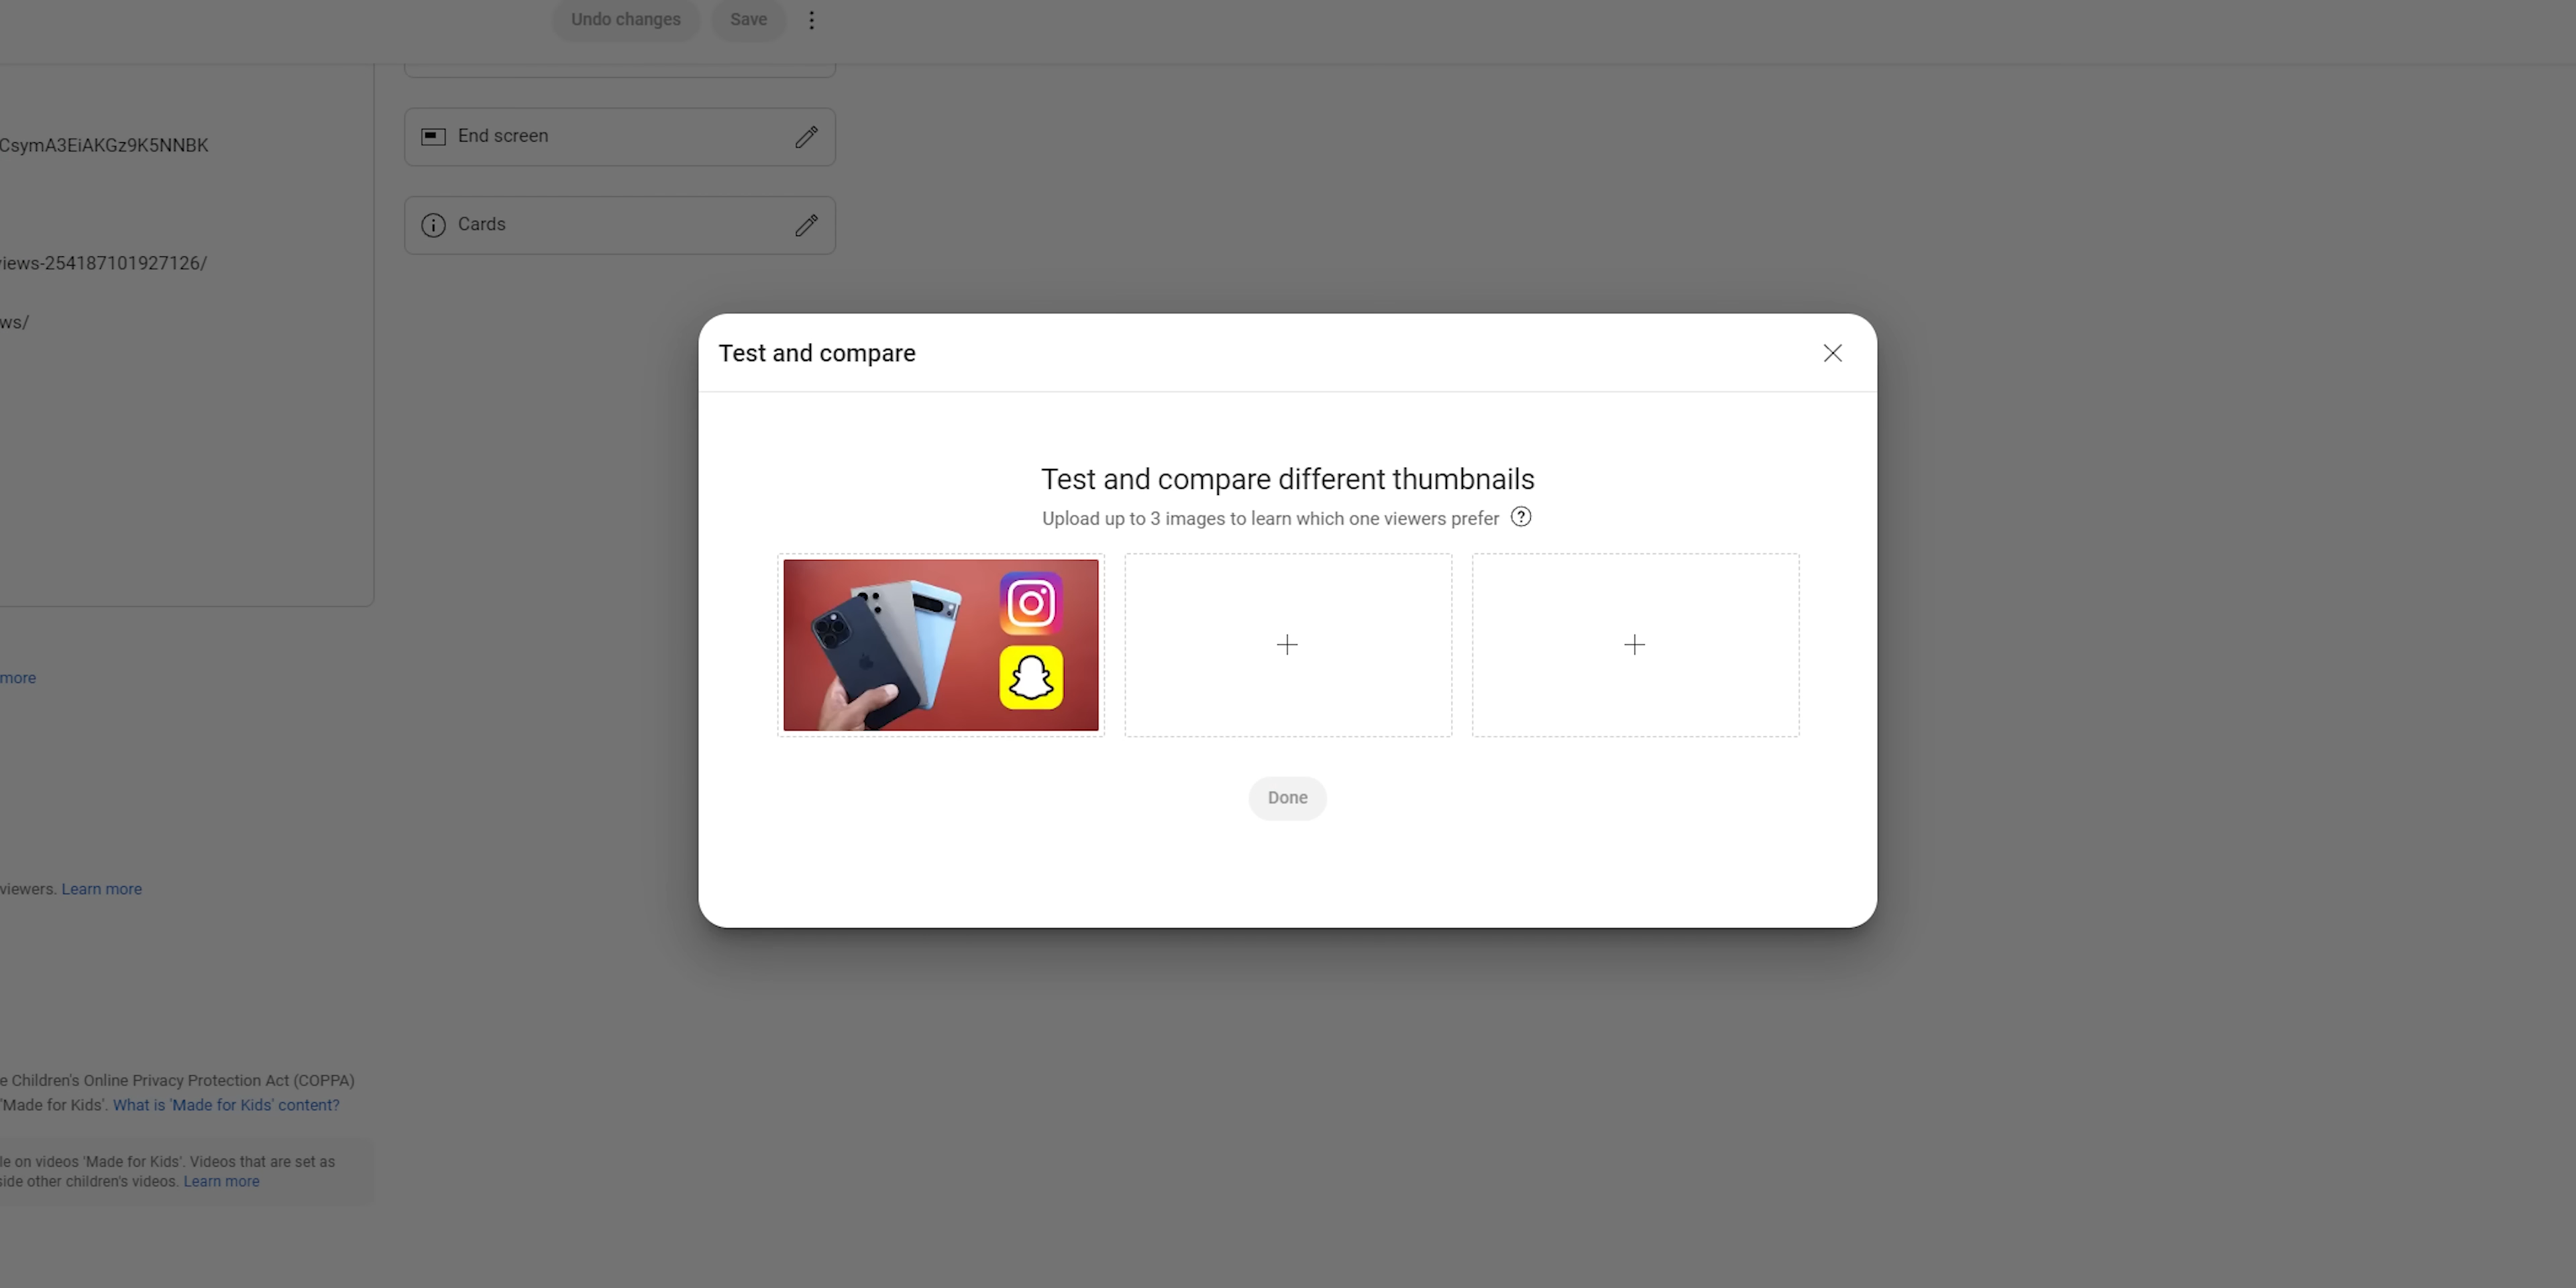 Undo changes
Save
CsymA3EiAKGz9K5NNBK
End screen
Cards
iews-254187101927126/
ws/
Test and compare
Test and compare different thumbnails
Upload up to 3 images to learn which one viewers prefer
Done
more
viewers. Learn more
e Children's Online Privacy Protection Act (COPPA)
'Made for Kids'. What is 'Made for Kids' content?
le on videos 'Made for Kids'. Videos that are set as
side other children's videos. Learn more